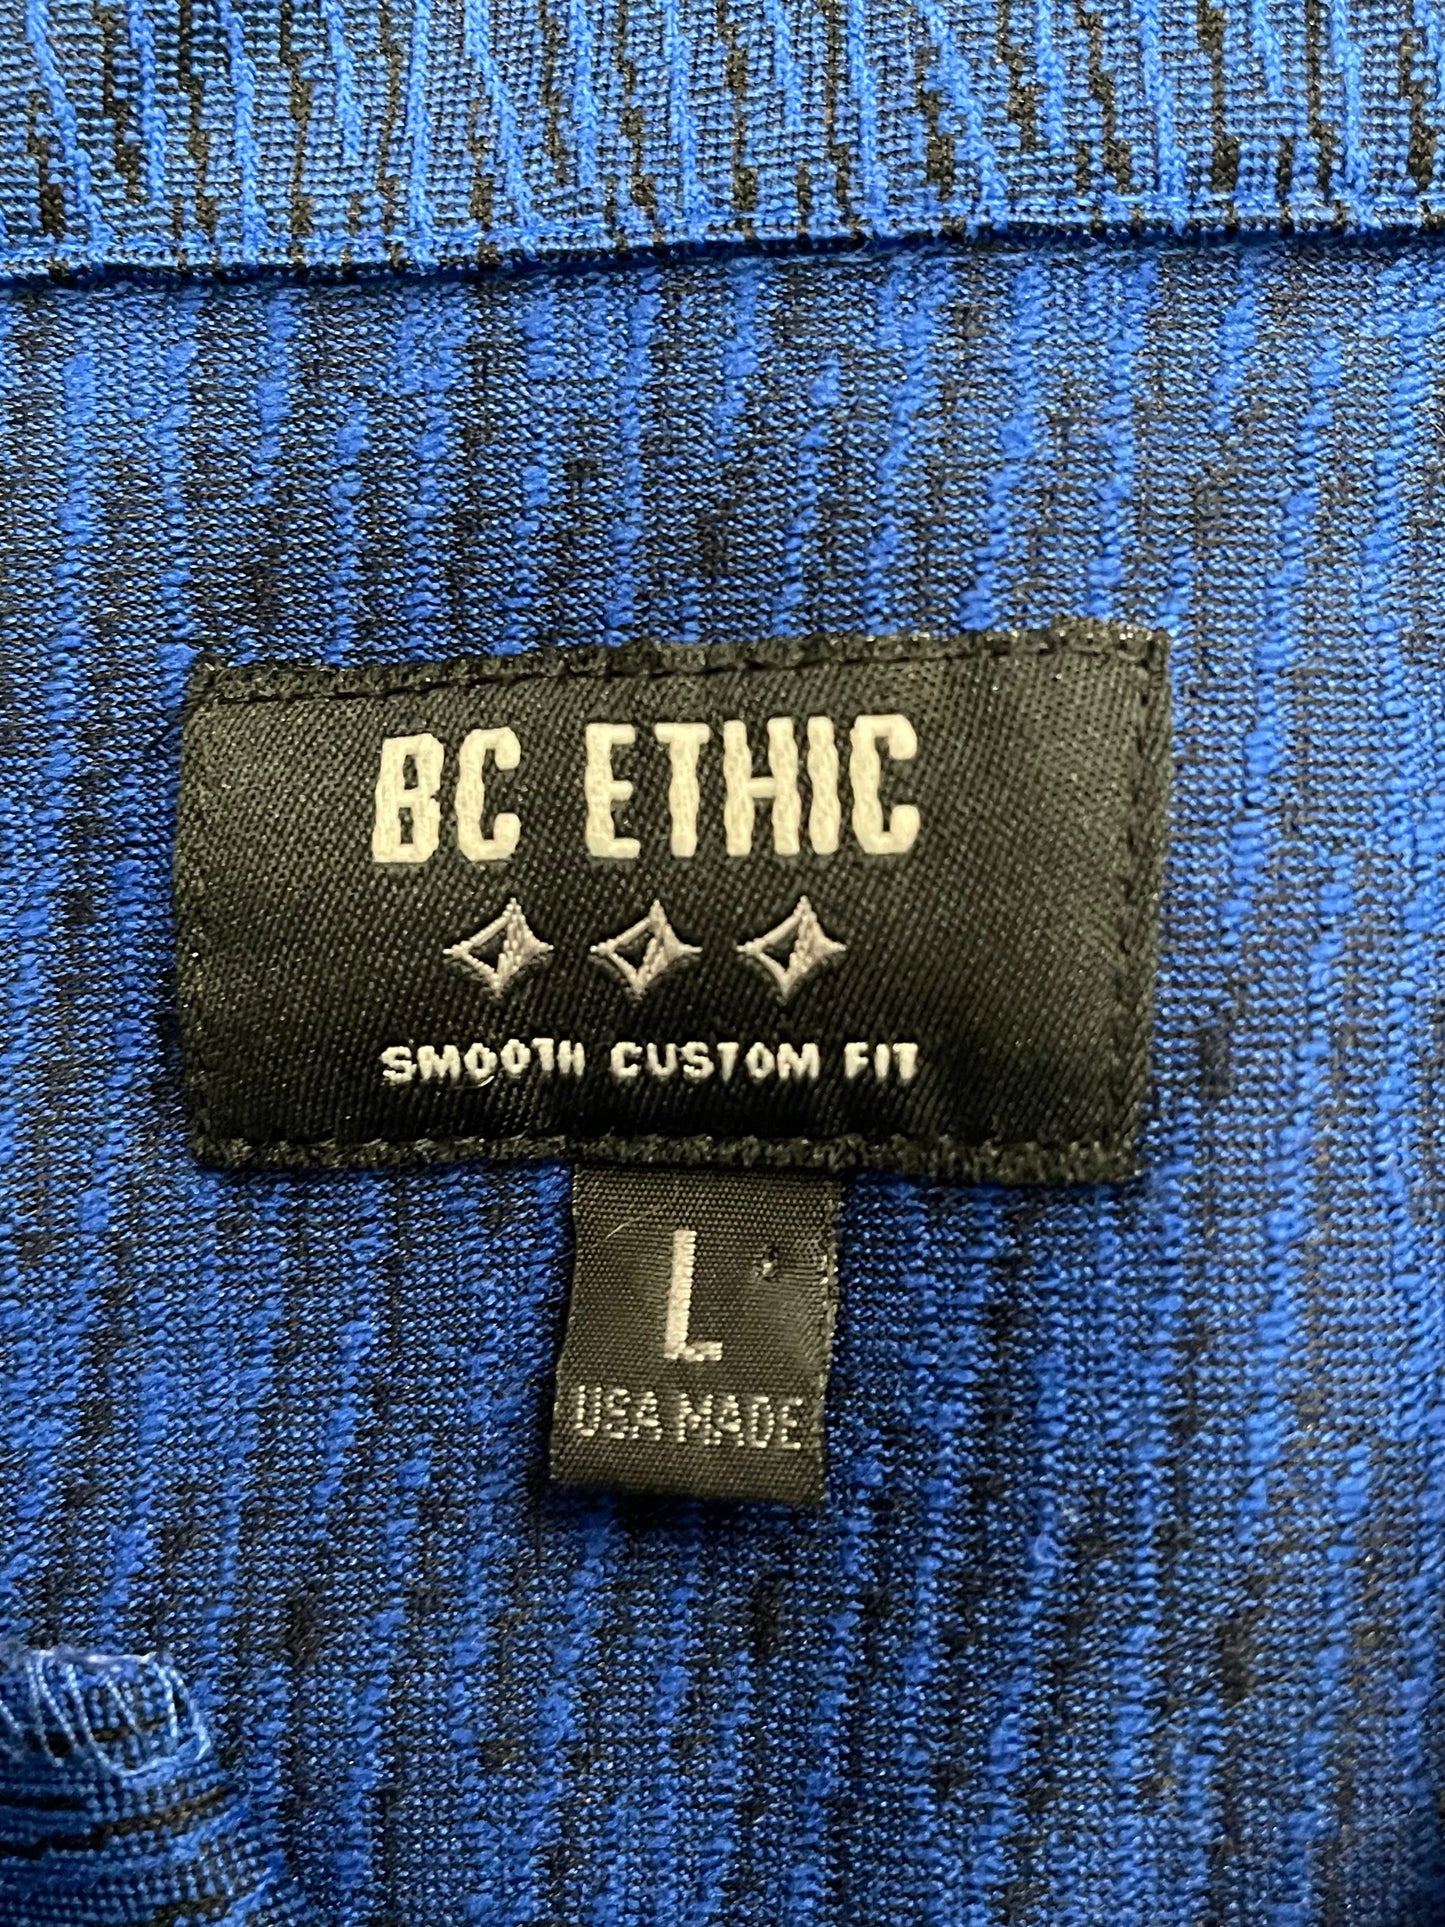 BC ETHIC
SMOOTH CUSTOM FIT
L
USA MADE